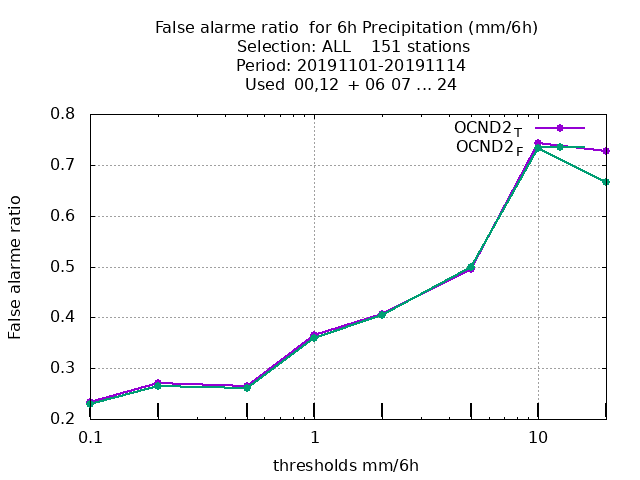 False alarme ratio  for 6h Precipitation (mm/6h)
Selection: ALL    151 stations
Period: 20191101-20191114
Used  00,12  + 06 07 ... 24
OCND2T
OCND2F
0.8
0.7
0.6
0.5
0.4
0.3
0.2
False alarme ratio
0.1 1 10
thresholds mm/6h